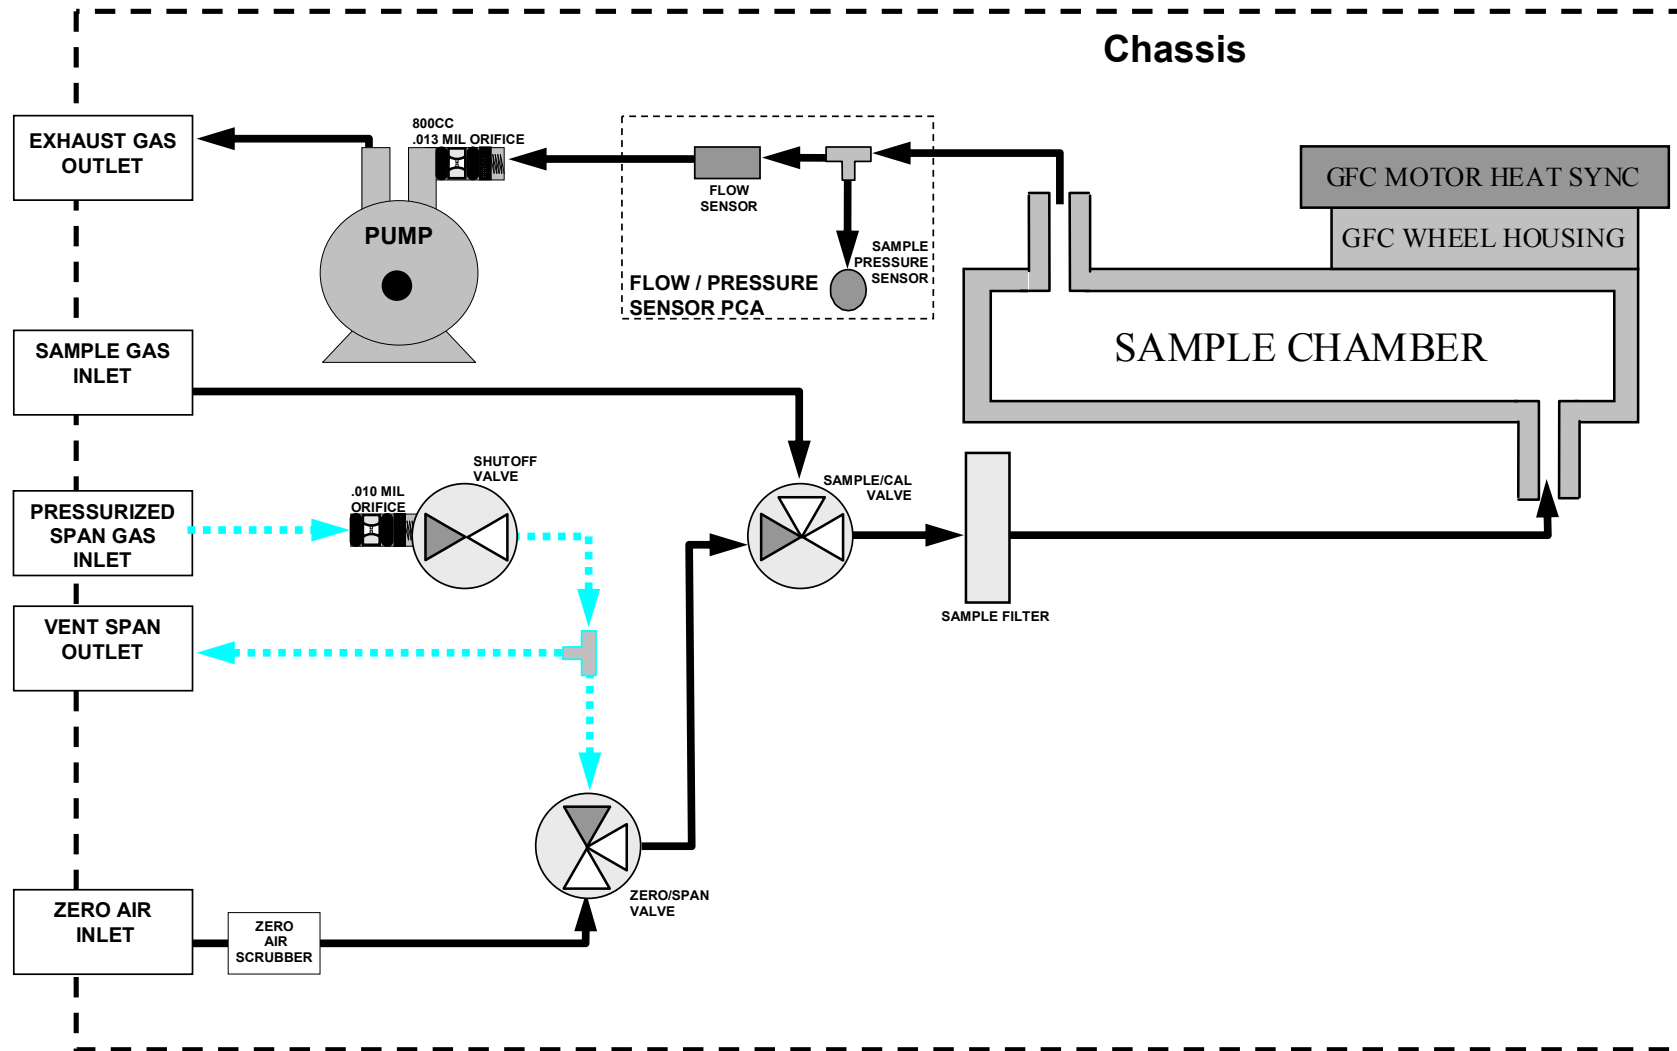 Chassis
EXHAUST GAS
OUTLET
800CC
.013 MIL ORIFICE
PUMP
FLOW
SENSOR
SAMPLE
PRESSURE
SENSOR
FLOW / PRESSURE
SENSOR PCA
GFC MOTOR HEAT SYNC
GFC WHEEL HOUSING
SAMPLE CHAMBER
SAMPLE GAS
INLET
SHUTOFF
VALVE
.010 MIL
ORIFICE
SAMPLE/CAL
VALVE
PRESSURIZED
SPAN GAS
INLET
SAMPLE FILTER
VENT SPAN
OUTLET
ZERO/SPAN
VALVE
ZERO AIR
INLET
ZERO
AIR
SCRUBBER